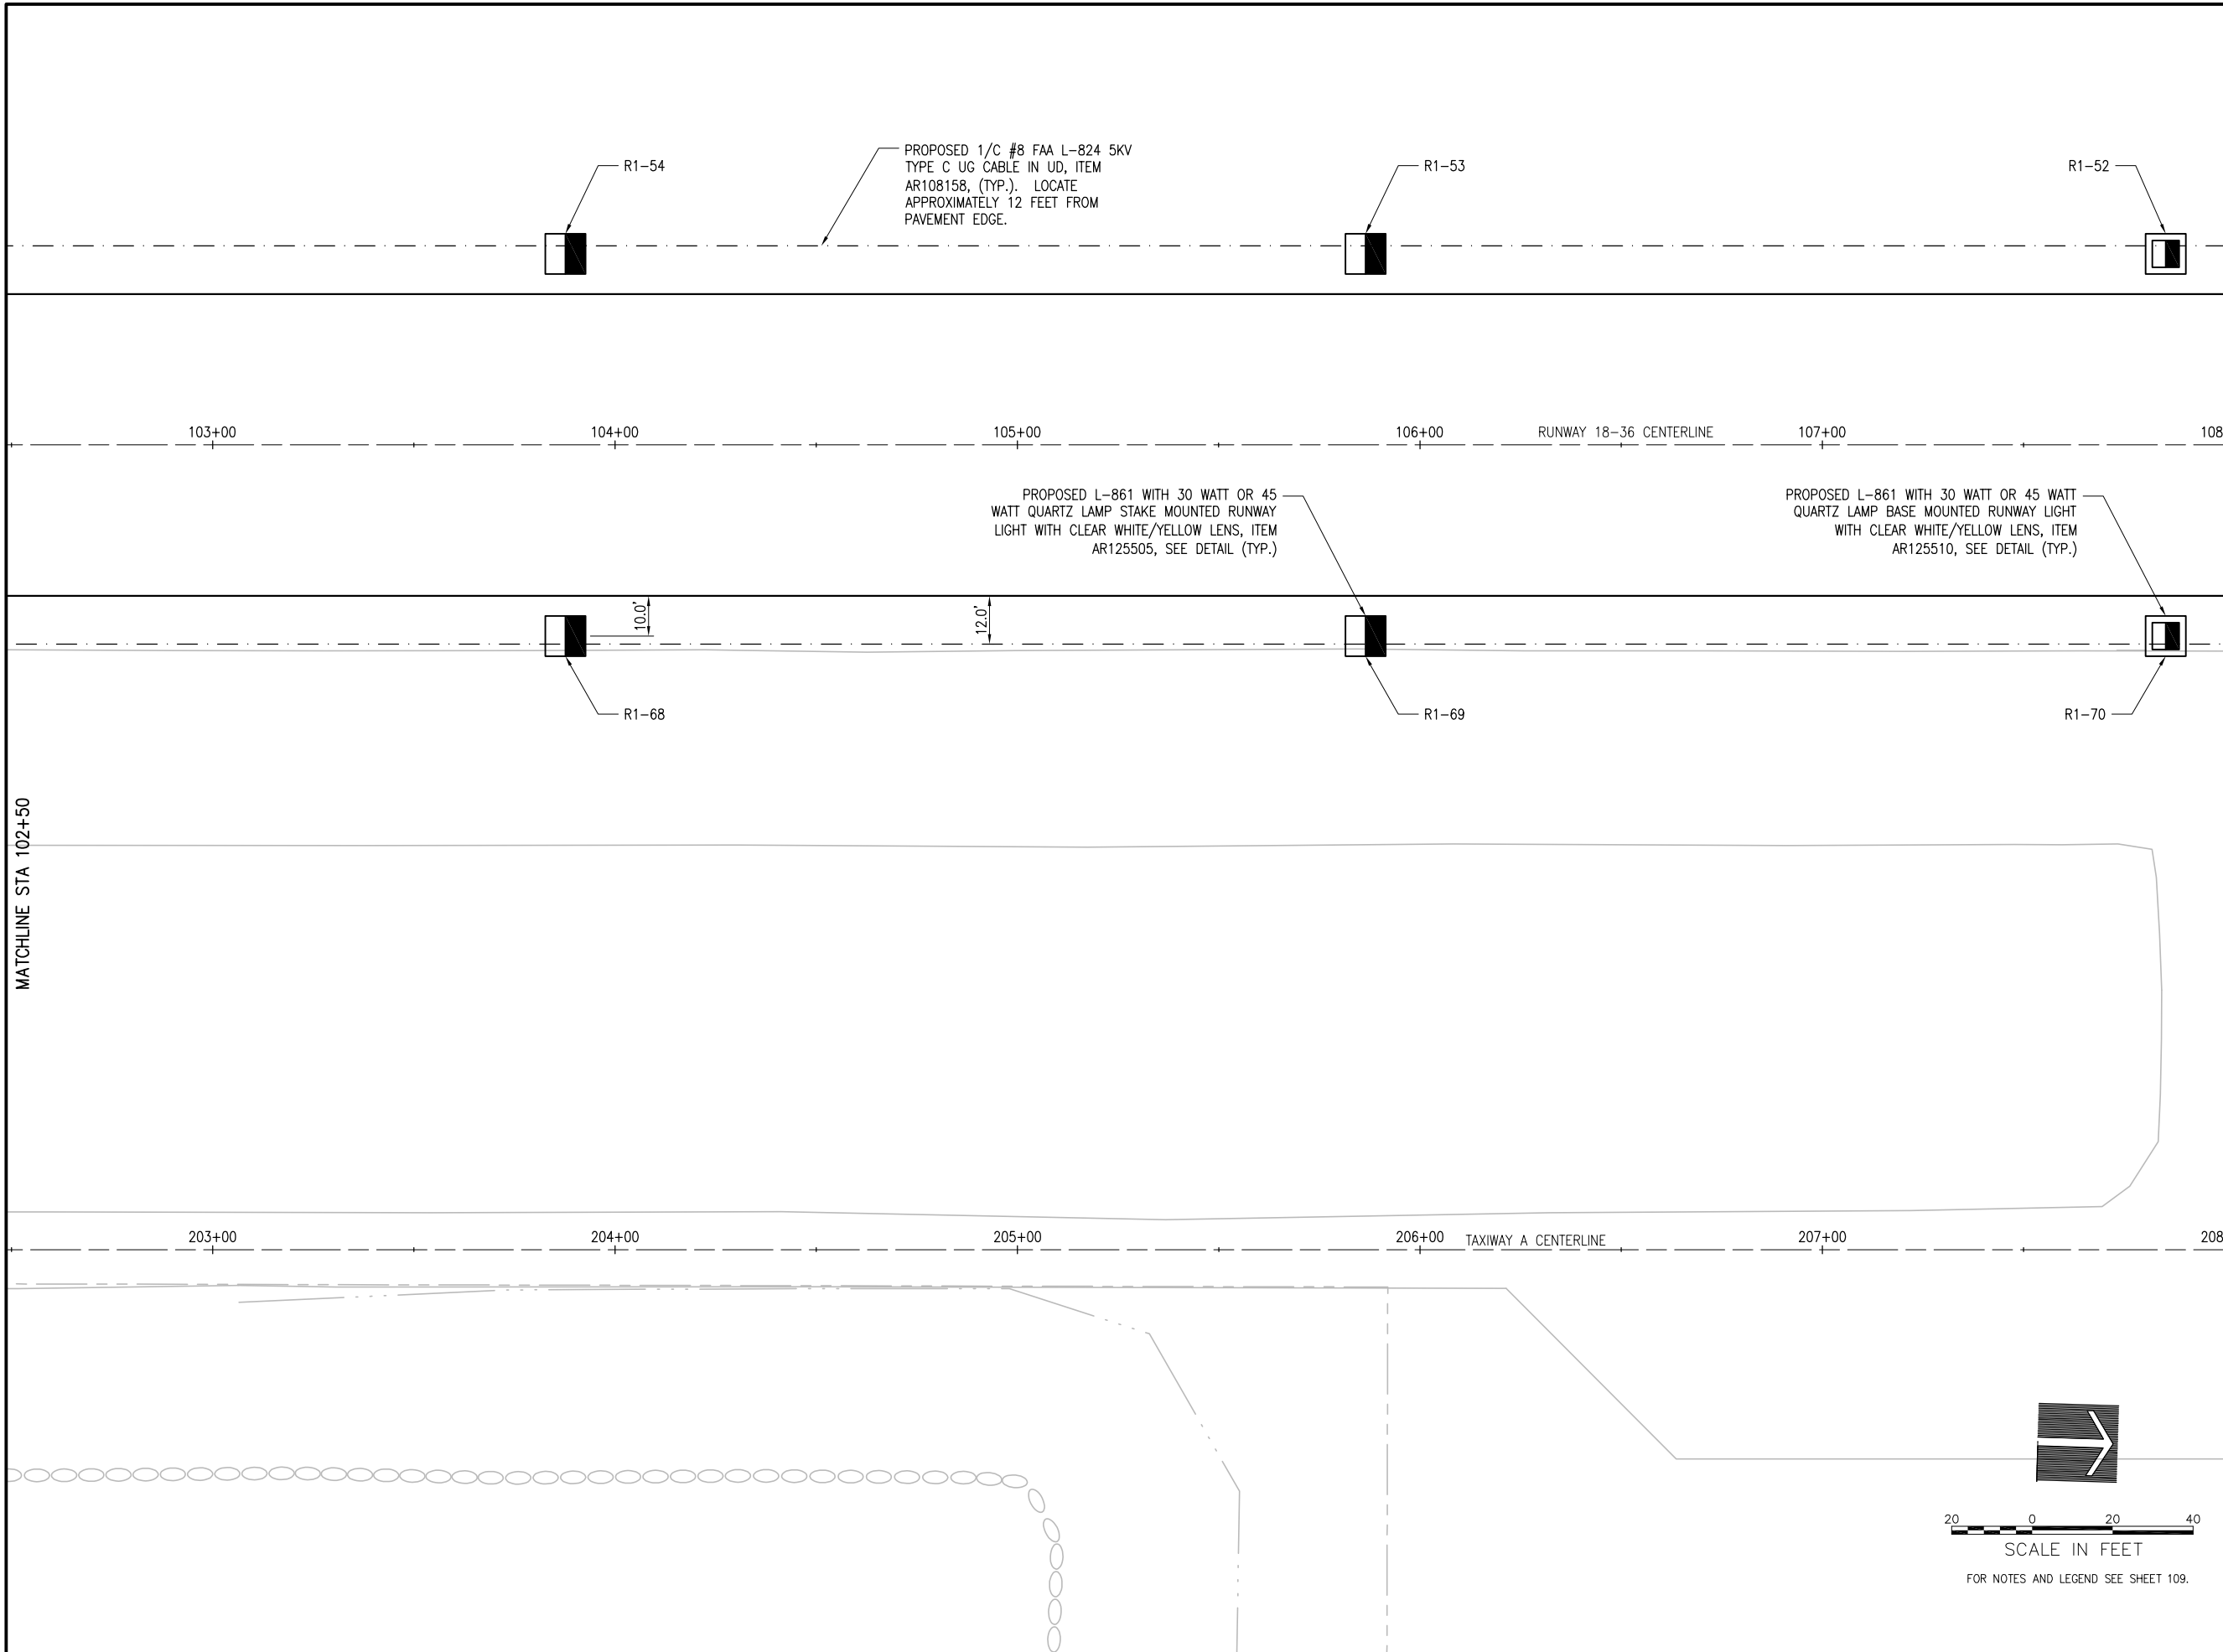 R1-54
PROPOSED 1/C #8 FAA L-824 5KV
TYPE C UG CABLE IN UD, ITEM
AR108158, (TYP.). LOCATE
APPROXIMATELY 12 FEET FROM
PAVEMENT EDGE.
R1-53
R1-52
103+00
104+00
105+00
106+00
RUNWAY 18-36 CENTERLINE
107+00
108
PROPOSED L-861 WITH 30 WATT OR 45
WATT QUARTZ LAMP STAKE MOUNTED RUNWAY
LIGHT WITH CLEAR WHITE/YELLOW LENS, ITEM
AR125505, SEE DETAIL (TYP.)
PROPOSED L-861 WITH 30 WATT OR 45 WATT
QUARTZ LAMP BASE MOUNTED RUNWAY LIGHT
WITH CLEAR WHITE/YELLOW LENS, ITEM
AR125510, SEE DETAIL (TYP.)
10.0'
12.0'
R1-68
R1-69
R1-70
MATCHLINE STA 102+50
203+00
204+00
205+00
206+00
TAXIWAY A CENTERLINE
207+00
208
20 0 20 40
SCALE IN FEET
FOR NOTES AND LEGEND SEE SHEET 109.